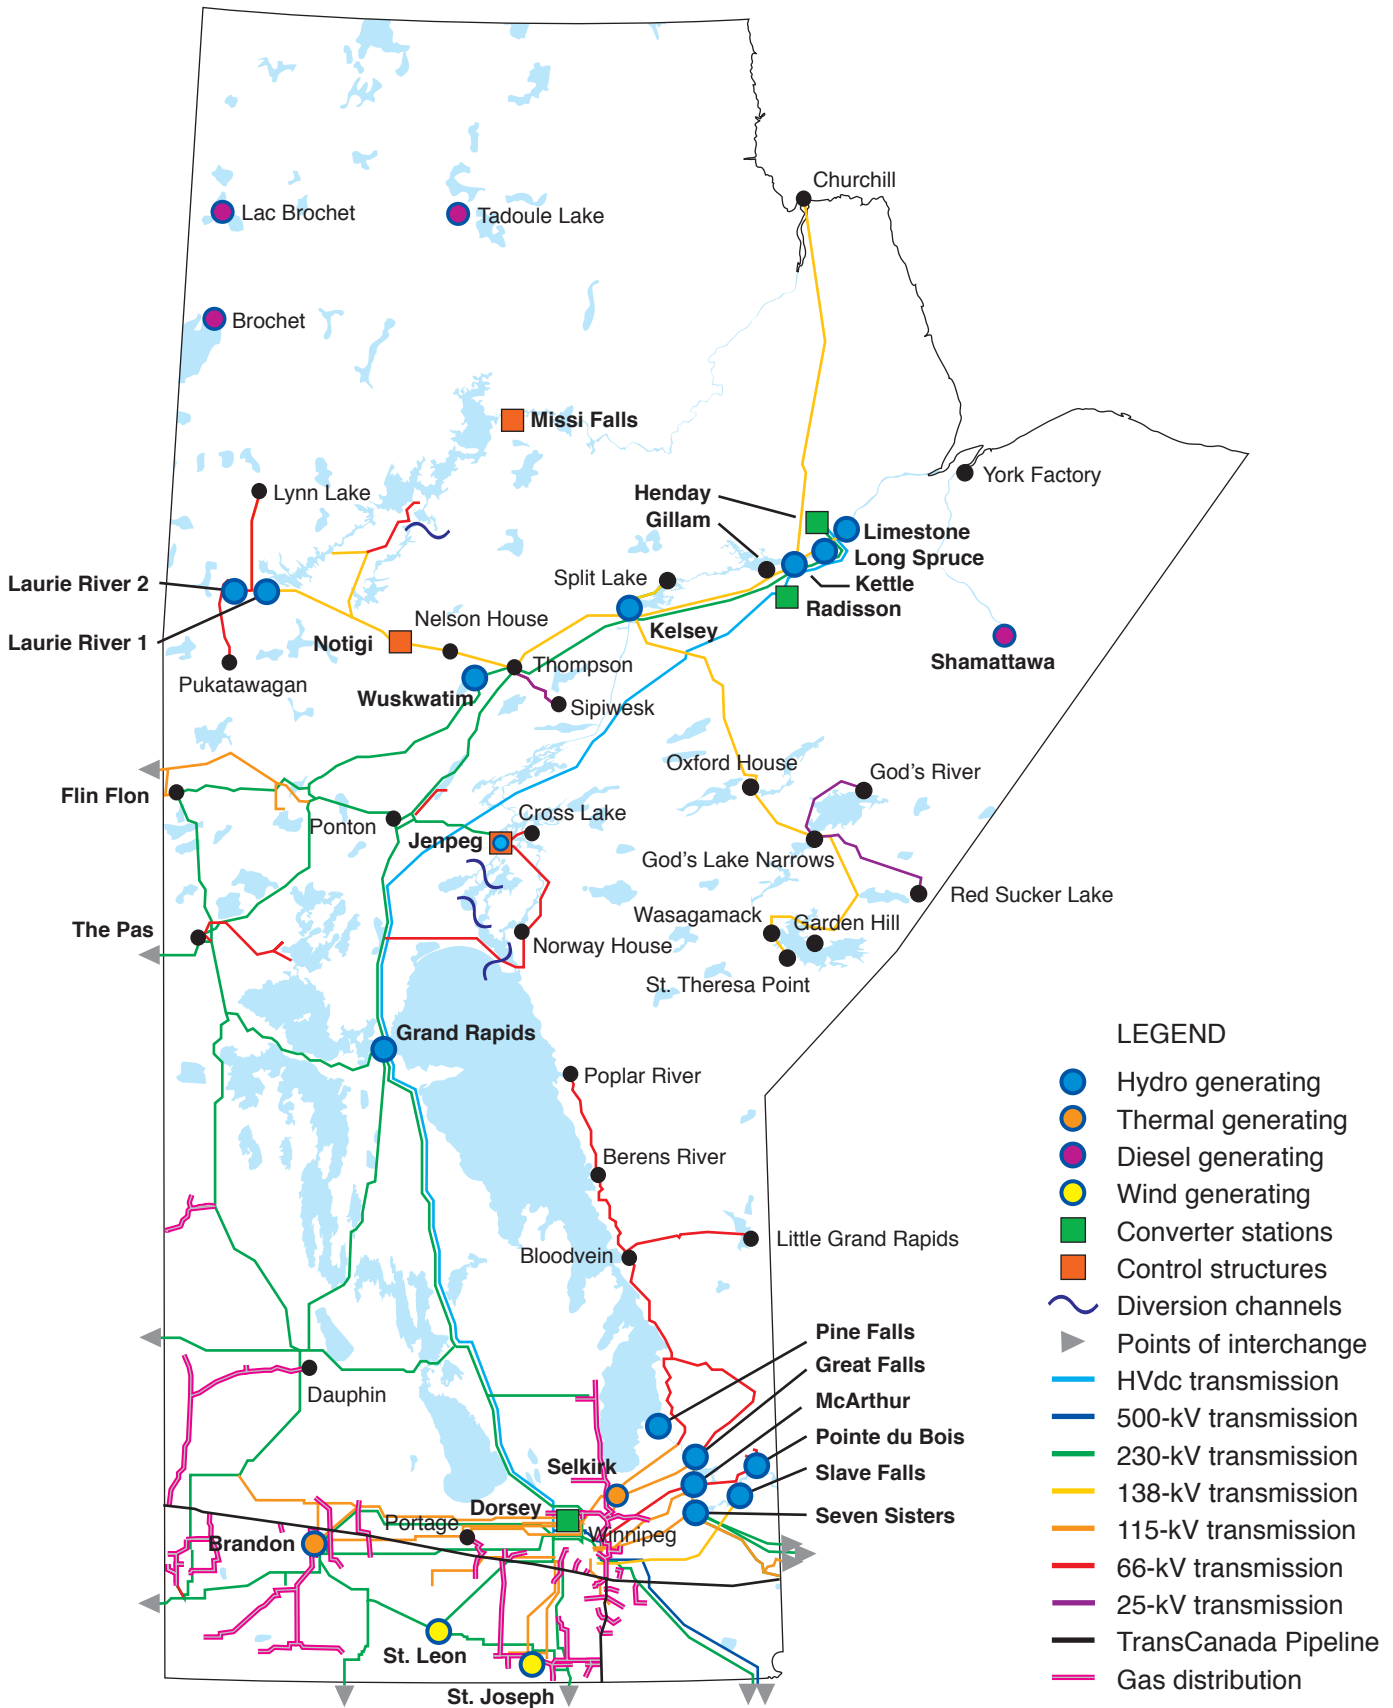 Churchill
Lac Brochet
Tadoule Lake
Brochet
Missi Falls
York Factory
Lynn Lake
Henday
Gillam
Limestone
Long Spruce
Kettle
Radisson
Split Lake
Laurie River 2
Laurie River 1
Nelson House
Notigi
Kelsey
Shamattawa
Thompson
Pukatawagan
Wuskwatim
Sipiwesk
Oxford House
God's River
Flin Flon
Ponton
Cross Lake
Jenpeg
God's Lake Narrows
Red Sucker Lake
Wasagamack
Garden Hill
The Pas
Norway House
St. Theresa Point
Grand Rapids
Poplar River
Berens River
Bloodvein
Little Grand Rapids
Pine Falls
Great Falls
McArthur
Pointe du Bois
Slave Falls
Seven Sisters
Dauphin
Selkirk
Dorsey
Portage
Winnipeg
Brandon
St. Leon
St. Joseph
LEGEND
Hydro generating
Thermal generating
Diesel generating
Wind generating
Converter stations
Control structures
Diversion channels
Points of interchange
HVdc transmission
500-kV transmission
230-kV transmission
138-kV transmission
115-kV transmission
66-kV transmission
25-kV transmission
TransCanada Pipeline
Gas distribution